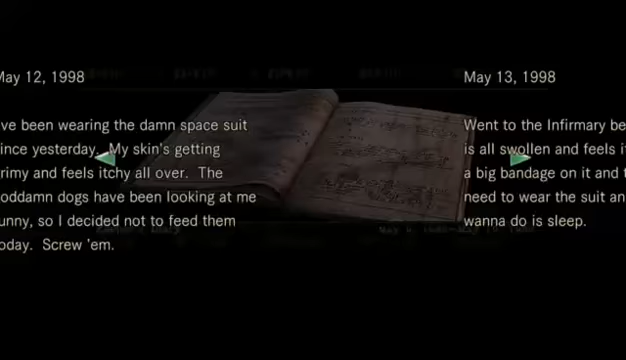 May 12, 1998
ve been wearing the damn space suit
ince yesterday. My skin's getting
rimy and feels itchy all over. The
oddamn dogs have been looking at me
unny, so I decided not to feed them
oday. Screw 'em.
May 13, 1998
Went to the Infirmary be
is all swollen and feels i
a big bandage on it and t
need to wear the suit an
wanna do is sleep.